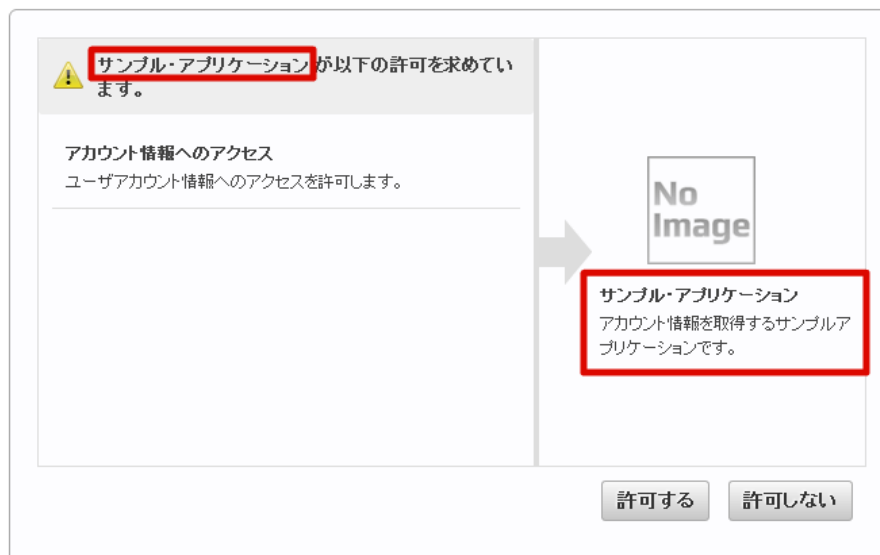 サンプル・アプリケーションが以下の許可を求めてい
ます。
アカウント情報へのアクセス
ユーザアカウント情報へのアクセスを許可します。
No
Image
サンプル・アプリケーション
アカウント情報を取得するサンプルア
プリケーションです。
許可する
許可しない